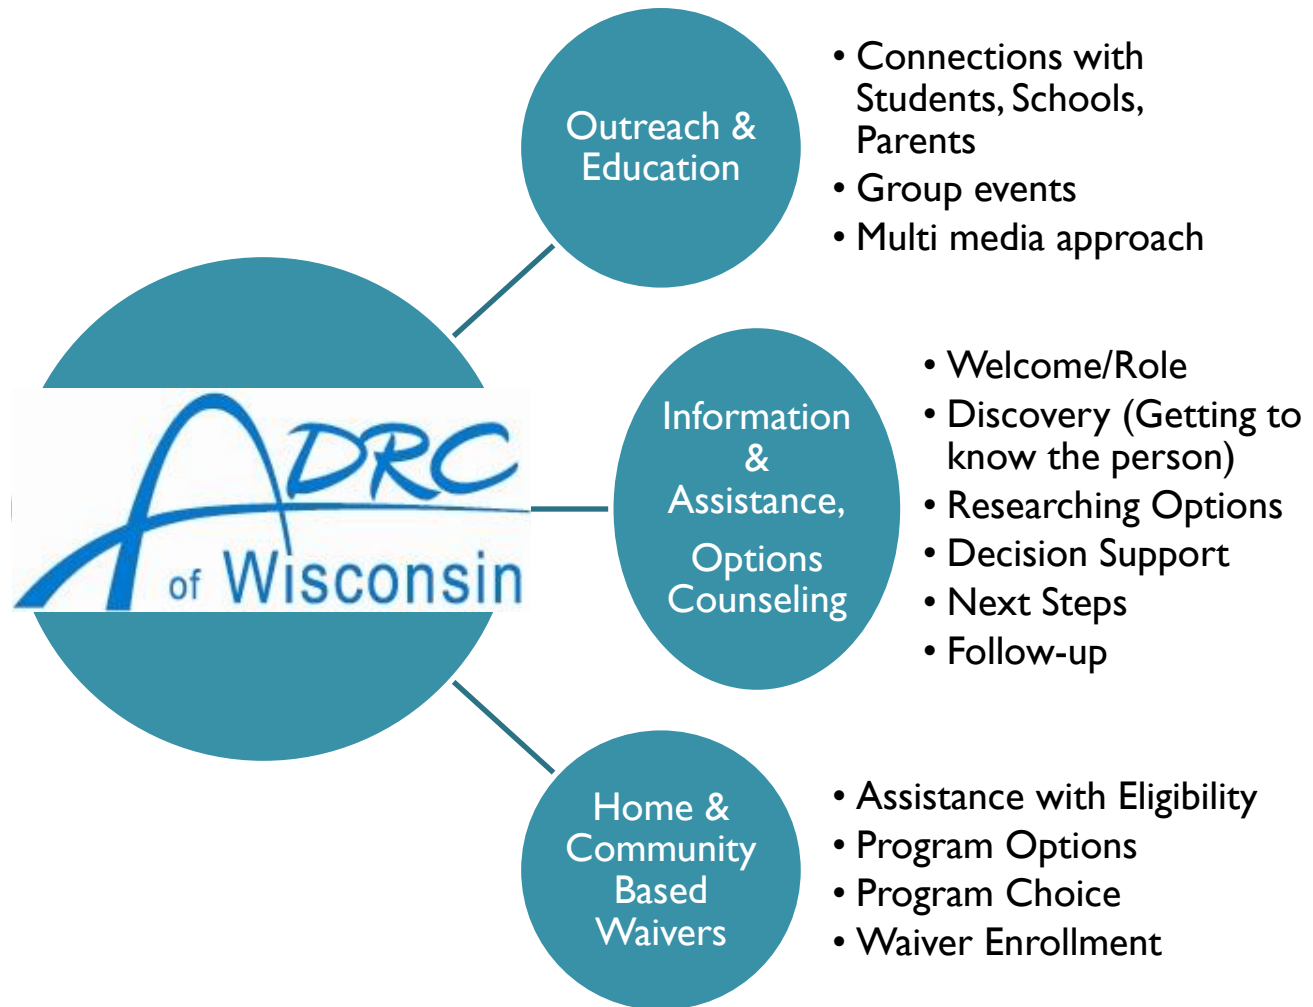 Outreach &
Education
• Connections with
Students, Schools,
Parents
• Group events
• Multi media approach
ADRC
of Wisconsin
Information
&
Assistance,
Options
Counseling
• Welcome/Role
• Discovery (Getting to
know the person)
• Researching Options
• Decision Support
• Next Steps
• Follow-up
Home &
Community
Based
Waivers
• Assistance with Eligibility
• Program Options
• Program Choice
• Waiver Enrollment